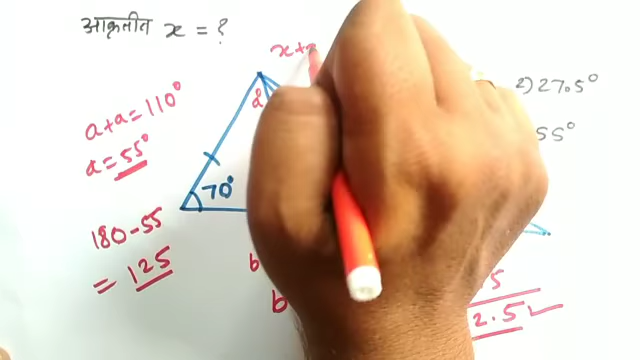 आकृतीत x = ?
x+x
2) 27.5°
a+a = 110°
a = 55°
55°
70°
180-55
= 125
a
b
b
.5
2.5